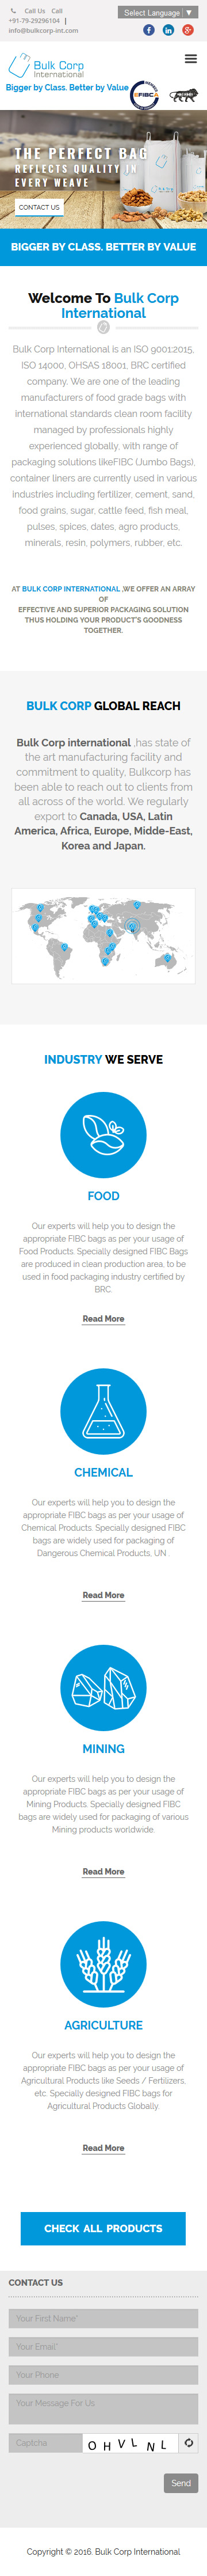 Call Us Call
Select Language ▼
+91-79-29296104 |
info@bulkcorp-int.com
Bulk Corp
International
Bigger by Class. Better by Value
EFIBCA
THE PERFECT BAG
REFLECTS QUALITY IN
EVERY WEAVE
CONTACT US
BIGGER BY CLASS. BETTER BY VALUE
Welcome To Bulk Corp
International
Bulk Corp International is an ISO 9001:2015,
ISO 14000, OHSAS 18001, BRC certified
company. We are one of the leading
manufacturers of food grade bags with
international standards clean room facility
managed by professionals highly
experienced globally, with range of
packaging solutions likeFIBC (Jumbo Bags),
container liners are currently used in various
industries including fertilizer, cement, sand,
food grains, sugar, cattle feed, fish meal,
pulses, spices, dates, agro products,
minerals, resin, polymers, rubber, etc.
AT BULK CORP INTERNATIONAL ,WE OFFER AN ARRAY
OF
EFFECTIVE AND SUPERIOR PACKAGING SOLUTION
THUS HOLDING YOUR PRODUCT'S GOODNESS
TOGETHER.
BULK CORP GLOBAL REACH
Bulk Corp international ,has state of
the art manufacturing facility and
commitment to quality, Bulkcorp has
been able to reach out to clients from
all across of the world. We regularly
export to Canada, USA, Latin
America, Africa, Europe, Middle-East,
Korea and Japan.
INDUSTRY WE SERVE
FOOD
Our experts will help you to design the
appropriate FIBC bags as per your usage of
Food Products. Specially designed FIBC Bags
are produced in clean production area, to be
used in food packaging industry certified by
BRC.
Read More
CHEMICAL
Our experts will help you to design the
appropriate FIBC bags as per your usage of
Chemical Products. Specially designed FIBC
bags are widely used for packaging of
Dangerous Chemical Products, UN .
Read More
MINING
Our experts will help you to design the
appropriate FIBC bags as per your usage of
Mining Products. Specially designed FIBC
bags are widely used for packaging of various
Mining products worldwide.
Read More
AGRICULTURE
Our experts will help you to design the
appropriate FIBC bags as per your usage of
Agricultural Products like Seeds / Fertilizers,
etc. Specially designed FIBC bags for
Agricultural Products Globally.
Read More
CHECK ALL PRODUCTS
CONTACT US
Your First Name*
Your Email*
Your Phone
Your Message For Us
Captcha
O H V L N L
Send
Copyright © 2016. Bulk Corp International